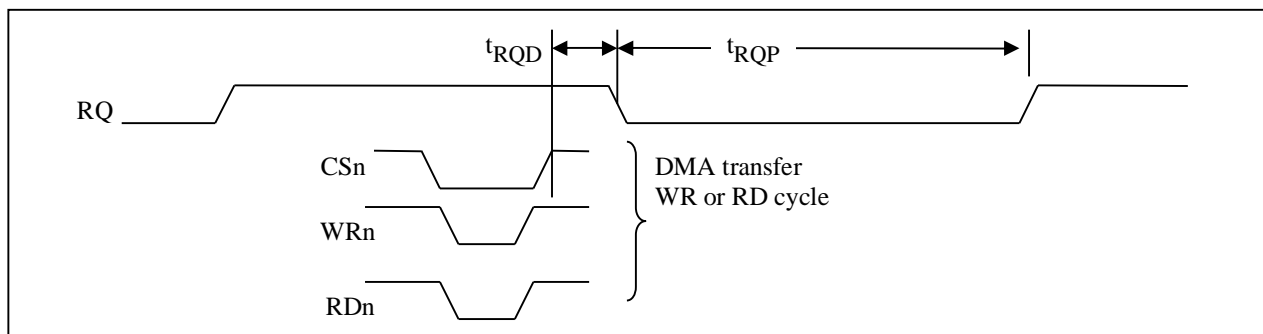 tRQD
tRQP
RQ
CSn
DMA transfer
WR or RD cycle
WRn
RDn